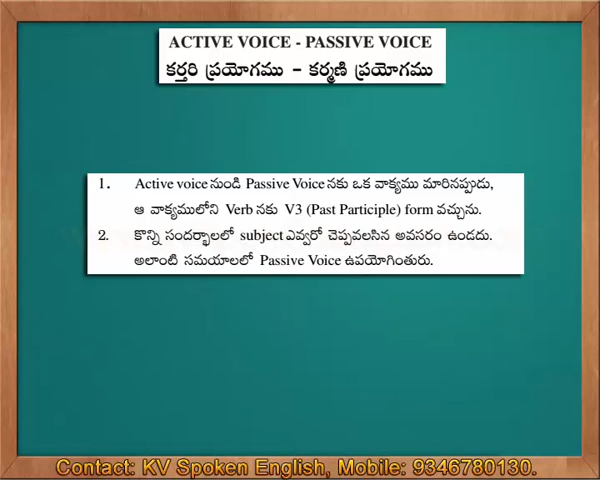 ACTIVE VOICE - PASSIVE VOICE
కర్తరి ప్రయోగము - కర్మణి ప్రయోగము
1. Active voice నుండి Passive Voice నకు ఒక వాక్యము మారినప్పుడు,
ఆ వాక్యములోని Verb నకు V3 (Past Participle) form వచ్చును.
2. కొన్ని సందర్భాలలో subject ఎవ్వరో చెప్పవలసిన అవసరం ఉండదు.
అలాంటి సమయాలలో Passive Voice ఉపయోగింతురు.
Contact: KV Spoken English, Mobile: 9346780130.